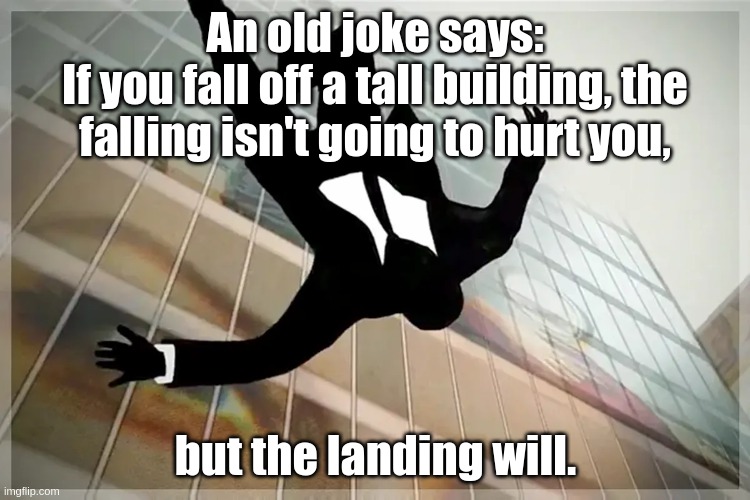 An old joke says:
If you fall off a tall building, the
falling isn't going to hurt you,
but the landing will.
imgflip.com